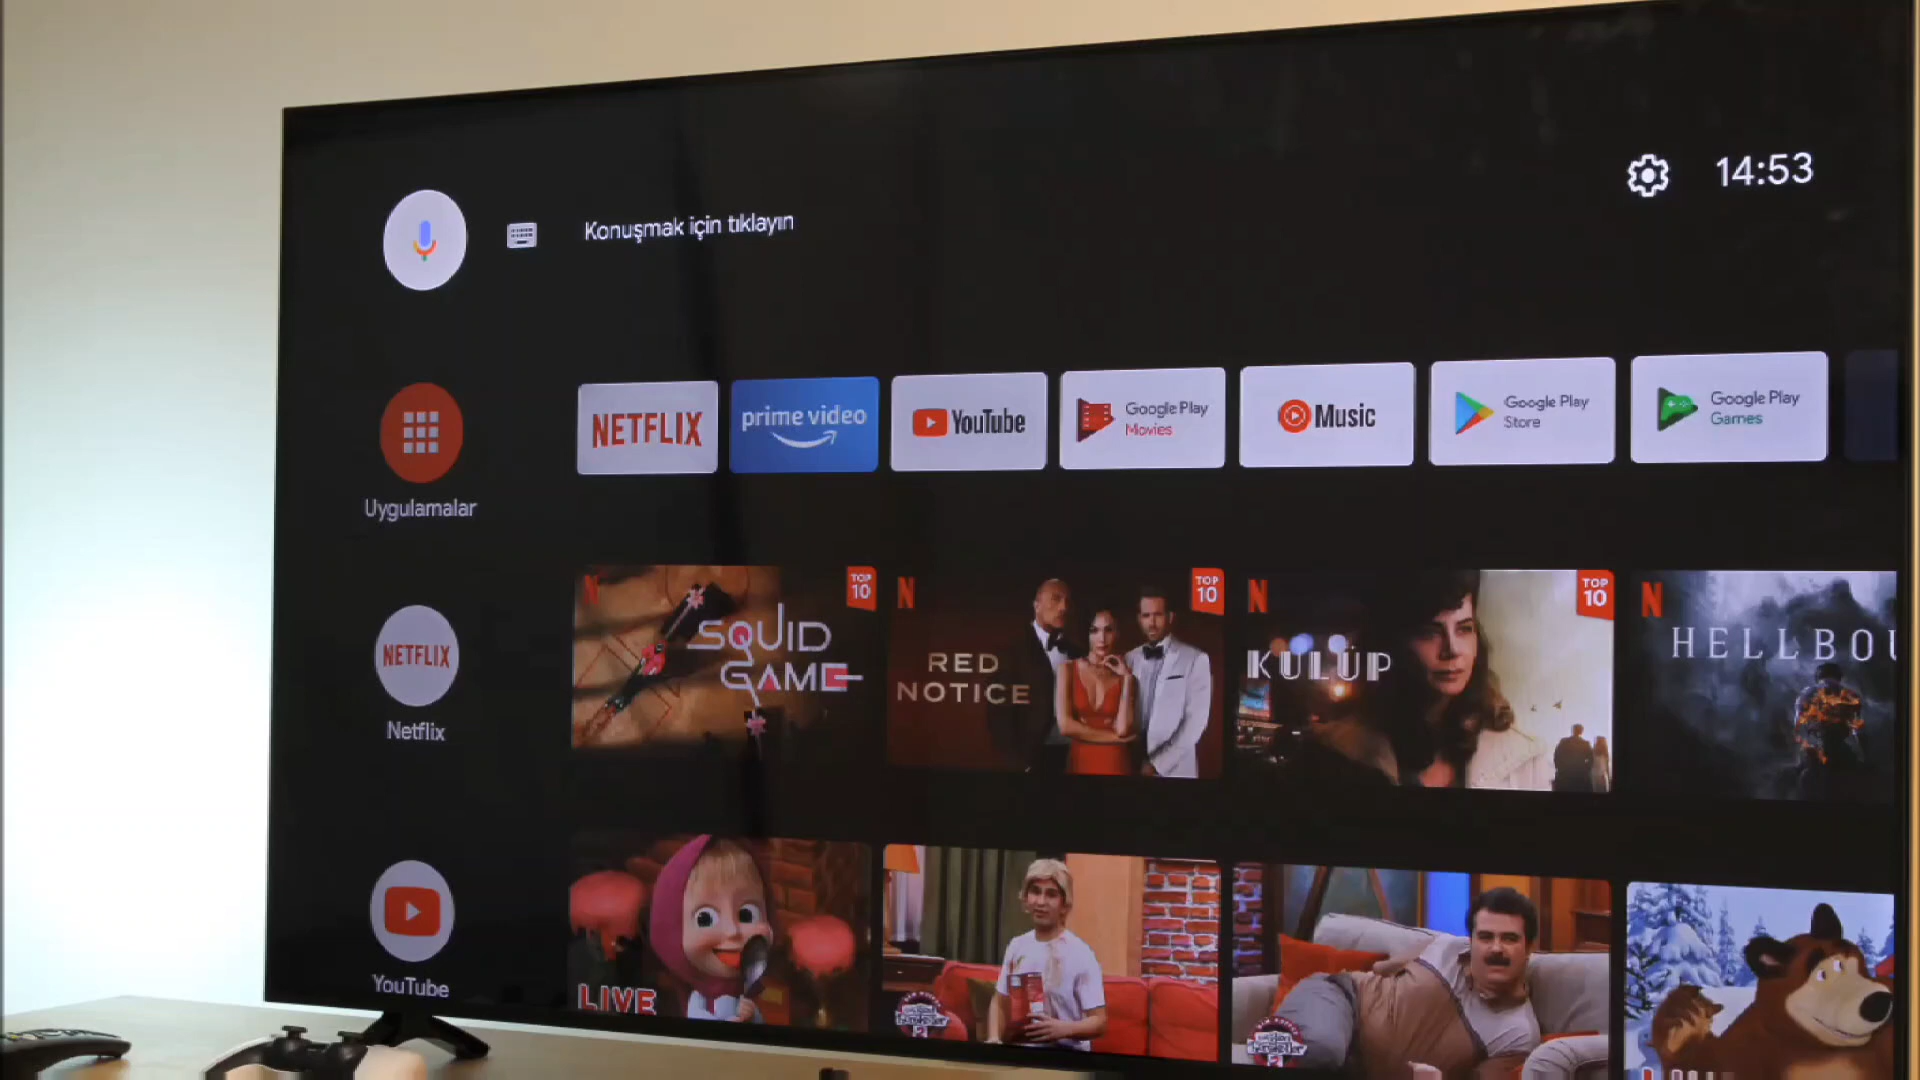 14:53
Konuşmak için tıklayın
NETFLIX
prime video
YouTube
Google Play
Movies
Music
Google Play
Store
Google Play
Games
Uygulamalar
N
TOP
10
SQUID
GAME
N
TOP
10
RED
NOTICE
N
TOP
10
KULÜP
N
HELLBOU
NETFLIX
Netflix
LIVE
YouTube